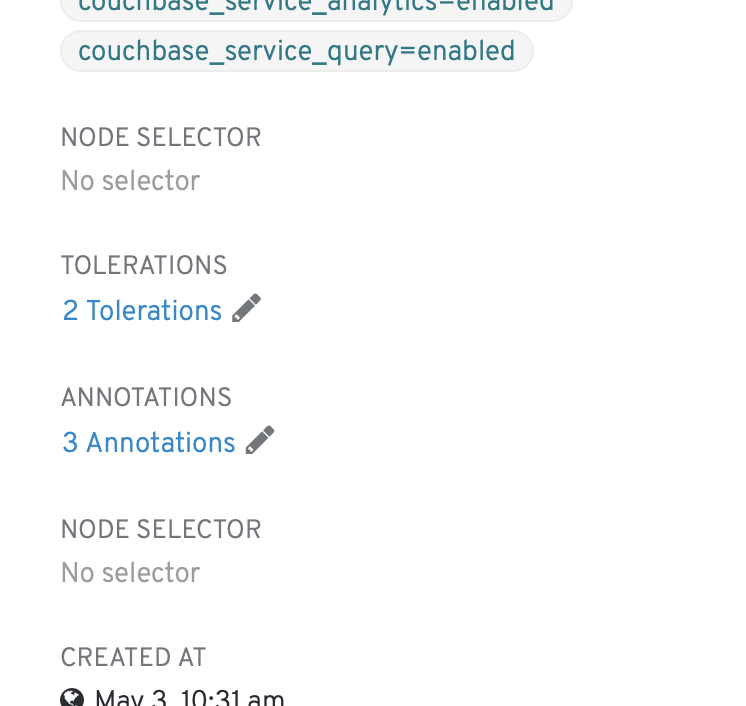 couchbase_service_analytics=enabled
couchbase_service_query=enabled
NODE SELECTOR
No selector
TOLERATIONS
2 Tolerations
ANNOTATIONS
3 Annotations
NODE SELECTOR
No selector
CREATED AT
May 3, 10:31 am